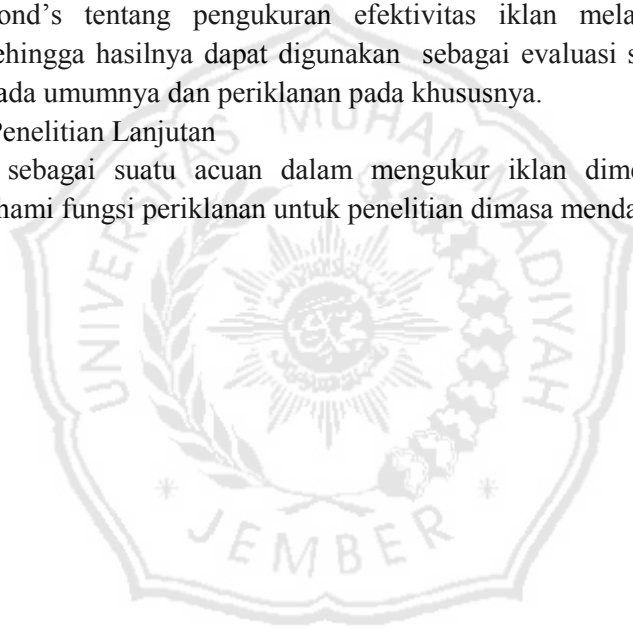 ond’s tentang pengukuran efektivitas iklan mela
ehingga hasilnya dapat digunakan sebagai evaluasi s
ada umumnya dan periklanan pada khususnya.
Penelitian Lanjutan
sebagai suatu acuan dalam mengukur iklan dime
hami fungsi periklanan untuk penelitian dimasa menda
UNIVERSITAS MUHAMMADIYAH
JEMBER